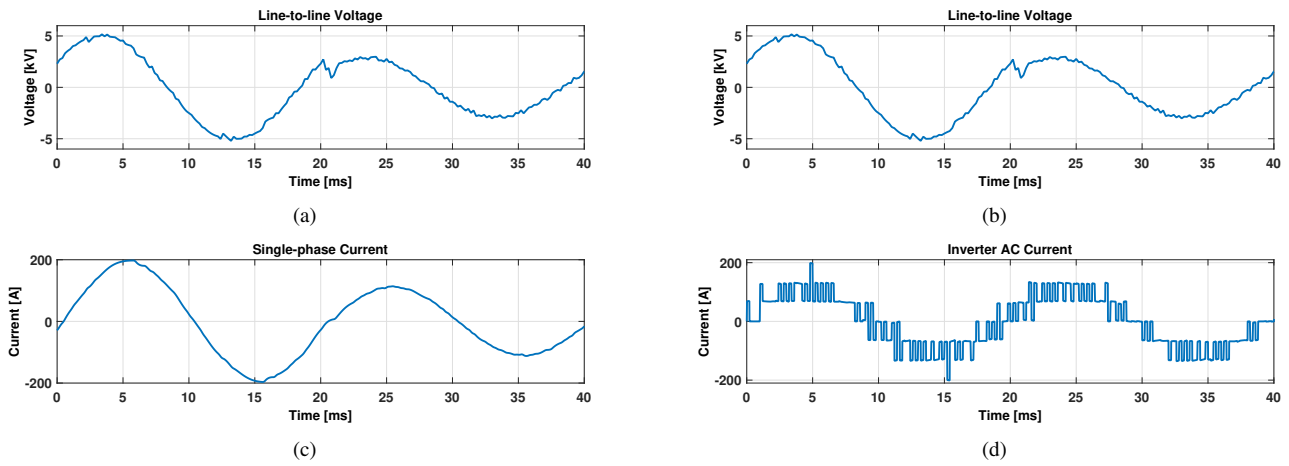 Line-to-line Voltage
Voltage [kV]
5
0
-5
0 5 10 15 20 25 30 35 40
Time [ms]
(a)
Line-to-line Voltage
Voltage [kV]
5
0
-5
0 5 10 15 20 25 30 35 40
Time [ms]
(b)
Single-phase Current
Current [A]
200
0
-200
0 5 10 15 20 25 30 35 40
Time [ms]
(c)
Inverter AC Current
Current [A]
200
0
-200
0 5 10 15 20 25 30 35 40
Time [ms]
(d)